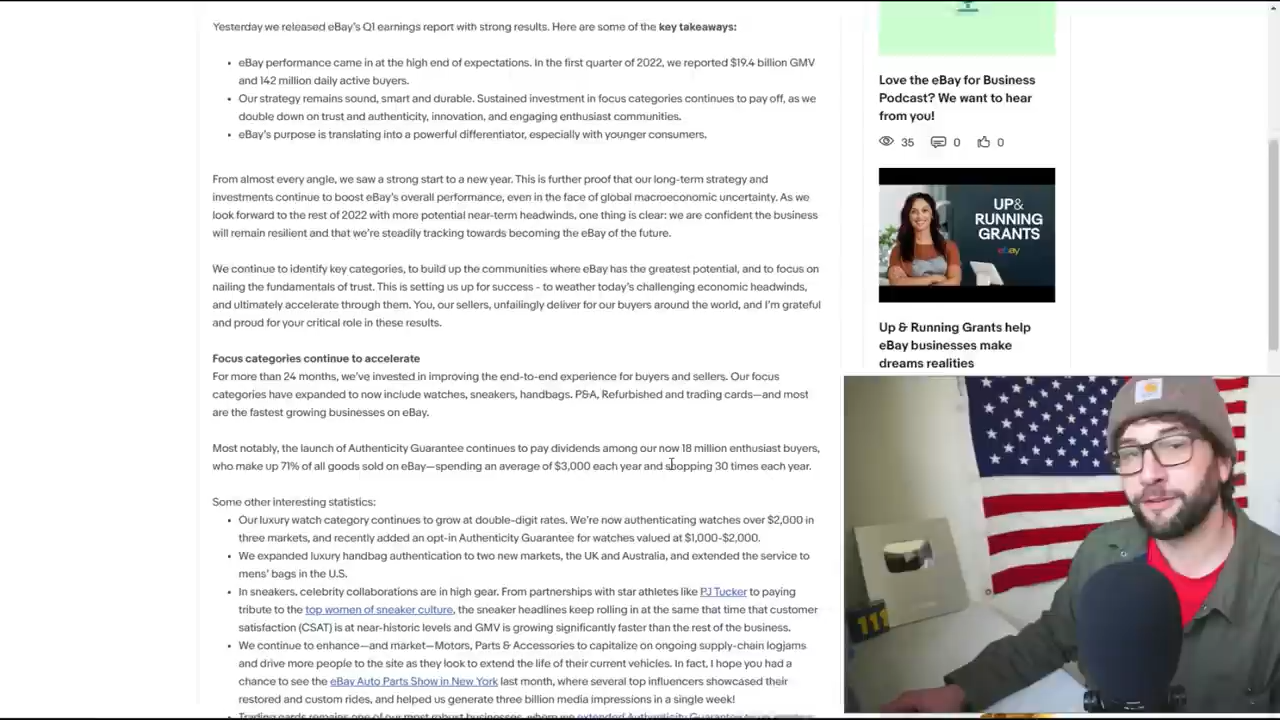 Yesterday we released eBay's Q1 earnings report with strong results. Here are some of the key takeaways:
eBay performance came in at the high end of expectations. In the first quarter of 2022, we reported $19.4 billion GMV
and 142 million daily active buyers.
Our strategy remains sound, smart and durable. Sustained investment in focus categories continues to pay off, as we
double down on trust and authenticity, innovation, and engaging enthusiast communities.
eBay's purpose is translating into a powerful differentiator, especially with younger consumers.
From almost every angle, we saw a strong start to a new year. This is further proof that our long-term strategy and
investments continue to boost eBay's overall performance, even in the face of global macroeconomic uncertainty. As we
look forward to the rest of 2022 with more potential near-term headwinds, one thing is clear: we are confident the business
will remain resilient and that we're steadily tracking towards becoming the eBay of the future.
We continue to identify key categories, to build up the communities where eBay has the greatest potential, and to focus on
nailing the fundamentals of trust. This is setting us up for success - to weather today's challenging economic headwinds,
and ultimately accelerate through them. You, our sellers, unfailingly deliver for our buyers around the world, and I'm grateful
and proud for your critical role in these results.
Focus categories continue to accelerate
For more than 24 months, we've invested in improving the end-to-end experience for buyers and sellers. Our focus
categories have expanded to now include watches, sneakers, handbags. P&A, Refurbished and trading cards—and most
are the fastest growing businesses on eBay.
Most notably, the launch of Authenticity Guarantee continues to pay dividends among our now 18 million enthusiast buyers,
who make up 71% of all goods sold on eBay—spending an average of $3,000 each year and shopping 30 times each year.
Some other interesting statistics:
Our luxury watch category continues to grow at double-digit rates. We're now authenticating watches over $2,000 in
three markets, and recently added an opt-in Authenticity Guarantee for watches valued at $1,000-$2,000.
We expanded luxury handbag authentication to two new markets, the UK and Australia, and extended the service to
mens' bags in the U.S.
In sneakers, celebrity collaborations are in high gear. From partnerships with star athletes like PJ Tucker to paying
tribute to the top women of sneaker culture, the sneaker headlines keep rolling in at the same that time that customer
satisfaction (CSAT) is at near-historic levels and GMV is growing significantly faster than the rest of the business.
We continue to enhance—and market—Motors, Parts & Accessories to capitalize on ongoing supply-chain logjams
and drive more people to the site as they look to extend the life of their current vehicles. In fact, I hope you had a
chance to see the eBay Auto Parts Show in New York last month, where several top influencers showcased their
restored and custom rides, and helped us generate three billion media impressions in a single week!
Trading cards remains one of our most robust businesses, where we extended Authenticity Guarantee
Love the eBay for Business
Podcast? We want to hear
from you!
35 0 0
UP&
RUNNING
GRANTS
ebay
Up & Running Grants help
eBay businesses make
dreams realities
111